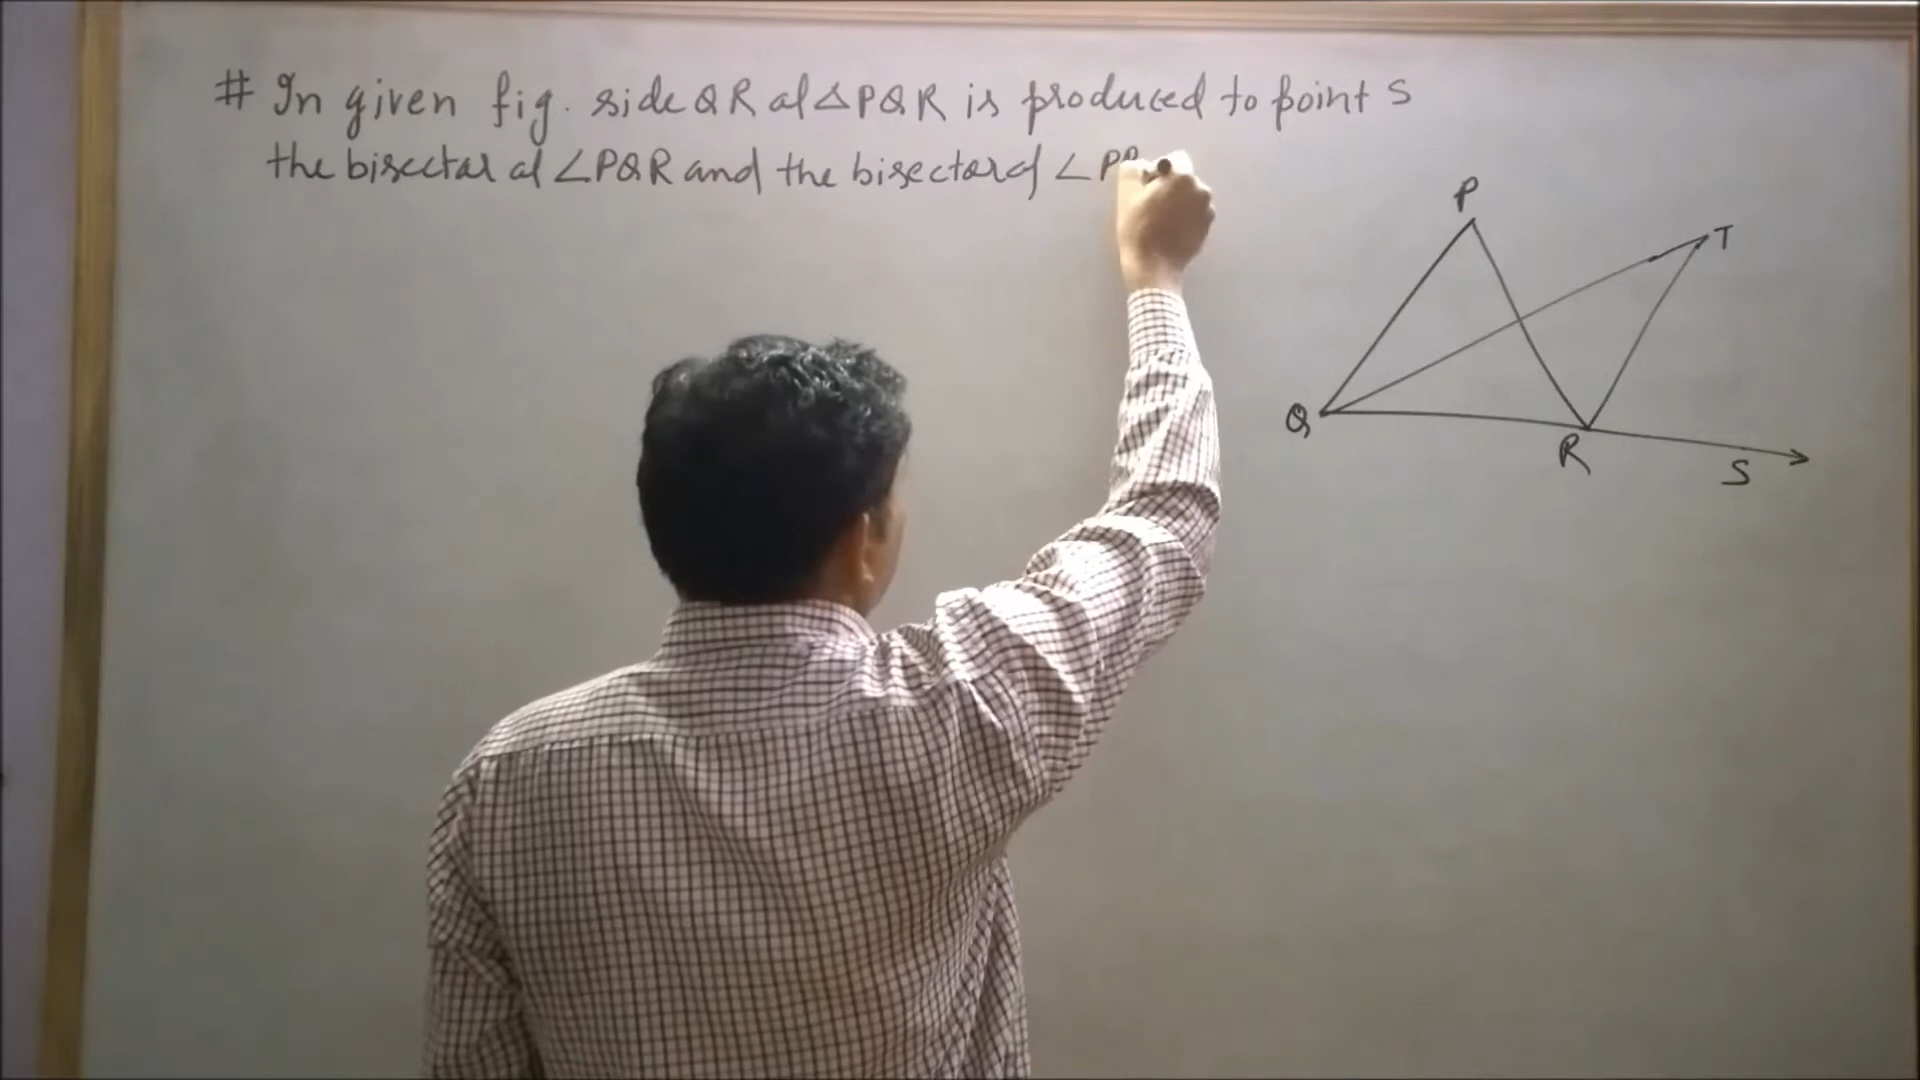 # In given fig. side QR of △PQR is produced to point S
the bisector of ∠PQR and the bisector of ∠PR
P
T
Q
R
S